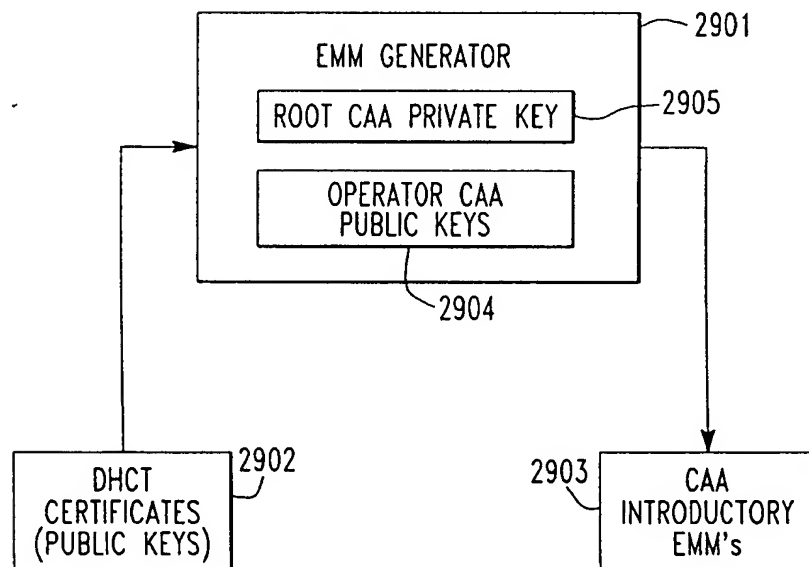 2901
EMM GENERATOR
ROOT CAA PRIVATE KEY
2905
OPERATOR CAA
PUBLIC KEYS
2904
DHCT
CERTIFICATES
(PUBLIC KEYS)
2902
2903
CAA
INTRODUCTORY
EMM's